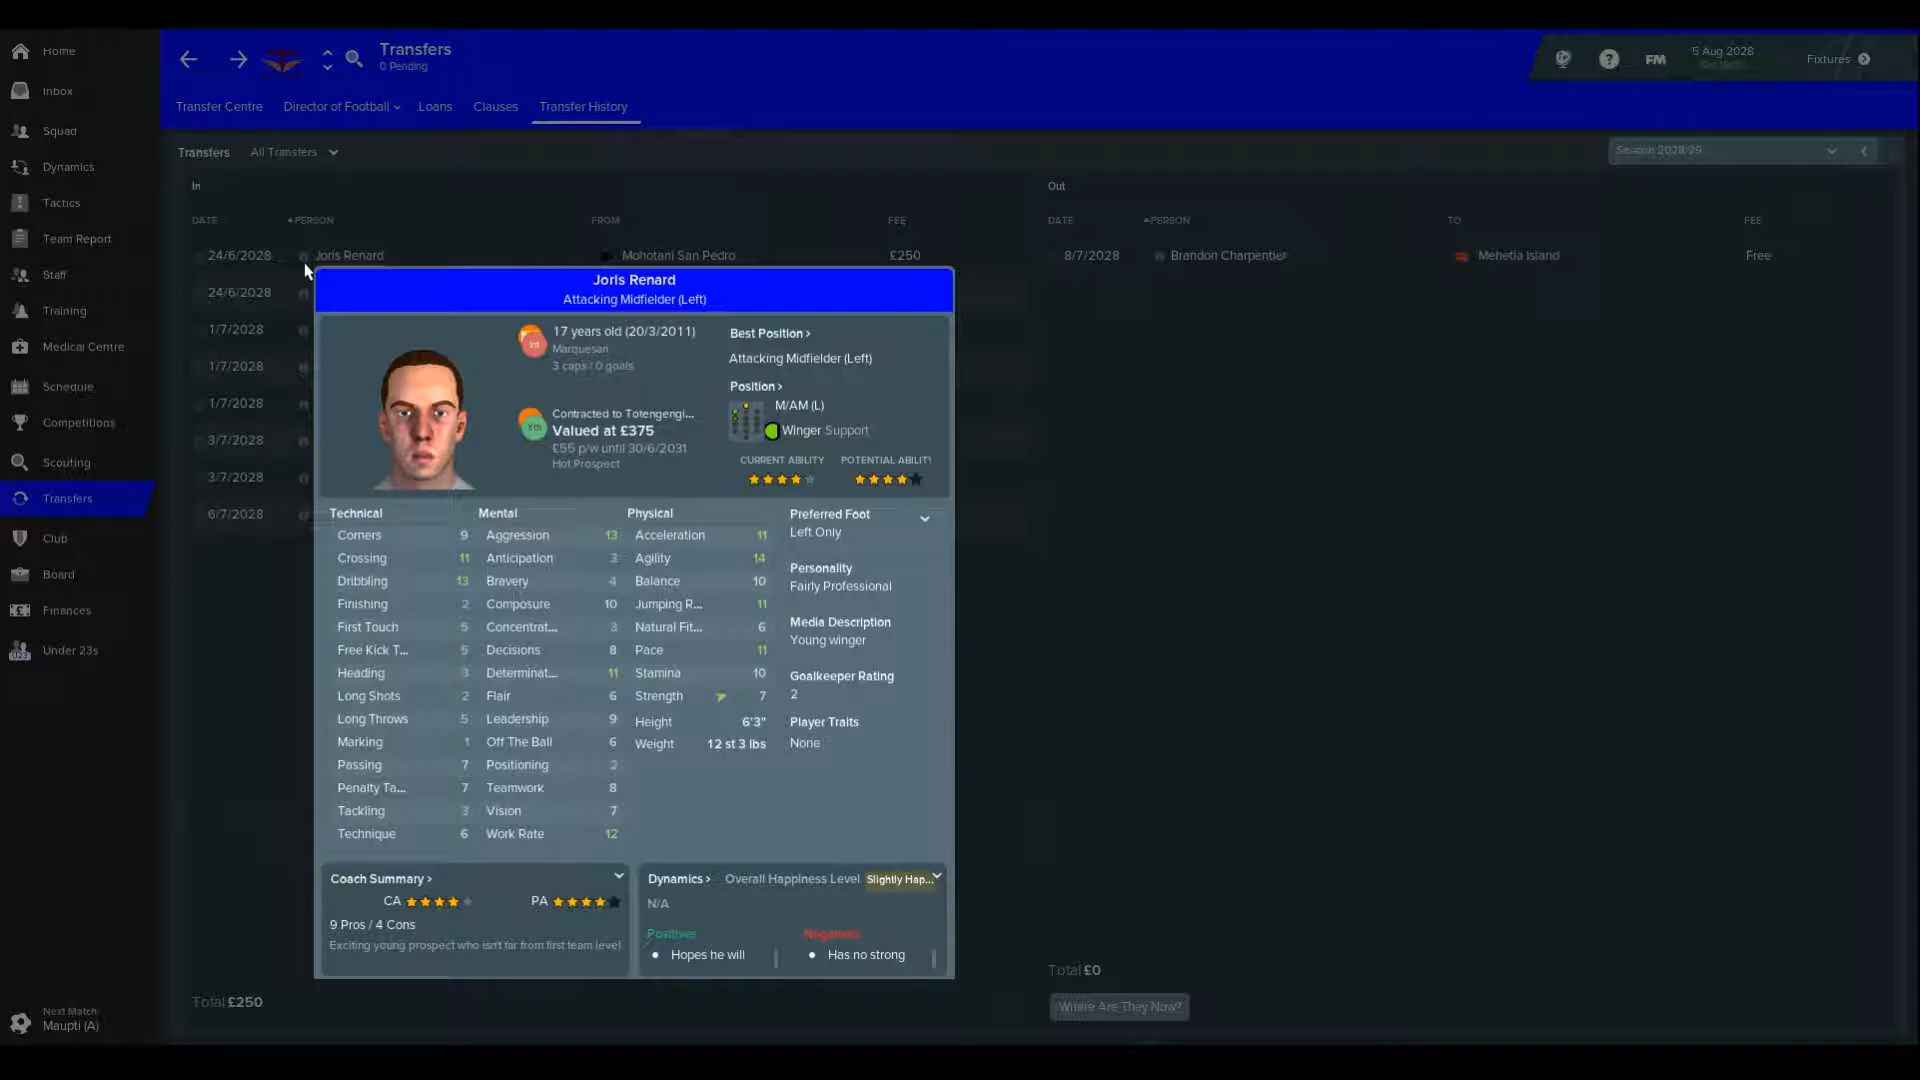 Home
Inbox
Squad
Dynamics
Tactics
Team Report
Staff
Training
Medical Centre
Schedule
Competitions
Scouting
Transfers
Club
Board
Finances
Under 23s
Next Match
Maupti (A)
Transfers
0 Pending
FM
5 Aug 2028
Fixtures
Transfer Centre
Director of Football
Loans
Clauses
Transfer History
Transfers
All Transfers
Season 2028/29
In
DATE PERSON FROM FEE
24/6/2028 Joris Renard Mohotani San Pedro £250
24/6/2028
1/7/2028
1/7/2028
1/7/2028
3/7/2028
3/7/2028
6/7/2028
Total £250
Out
DATE PERSON TO FEE
8/7/2028 Brandon Charpentier Mehetia Island Free
Total £0
Where Are They Now?
Joris Renard
Attacking Midfielder (Left)
Int
17 years old (20/3/2011)
Marquesan
3 caps / 0 goals
Yth
Contracted to Totengengi...
Valued at £375
£55 p/w until 30/6/2031
Hot Prospect
Best Position >
Attacking Midfielder (Left)
Position >
M/AM (L)
Winger Support
CURRENT ABILITY
POTENTIAL ABILITY
Technical
Corners 9
Crossing 11
Dribbling 13
Finishing 2
First Touch 5
Free Kick T... 5
Heading 3
Long Shots 2
Long Throws 5
Marking 1
Passing 7
Penalty Ta... 7
Tackling 3
Technique 6
Mental
Aggression 13
Anticipation 3
Bravery 4
Composure 10
Concentrat... 3
Decisions 8
Determinat... 11
Flair 6
Leadership 9
Off The Ball 6
Positioning 2
Teamwork 8
Vision 7
Work Rate 12
Physical
Acceleration 11
Agility 14
Balance 10
Jumping R... 11
Natural Fit... 6
Pace 11
Stamina 10
Strength 7
Height 6'3"
Weight 12 st 3 lbs
Preferred Foot
Left Only
Personality
Fairly Professional
Media Description
Young winger
Goalkeeper Rating
2
Player Traits
None
Coach Summary >
CA
PA
9 Pros / 4 Cons
Exciting young prospect who isn't far from first team level
Dynamics > Overall Happiness Level Slightly Hap...
N/A
Positives
Hopes he will
Negatives
Has no strong